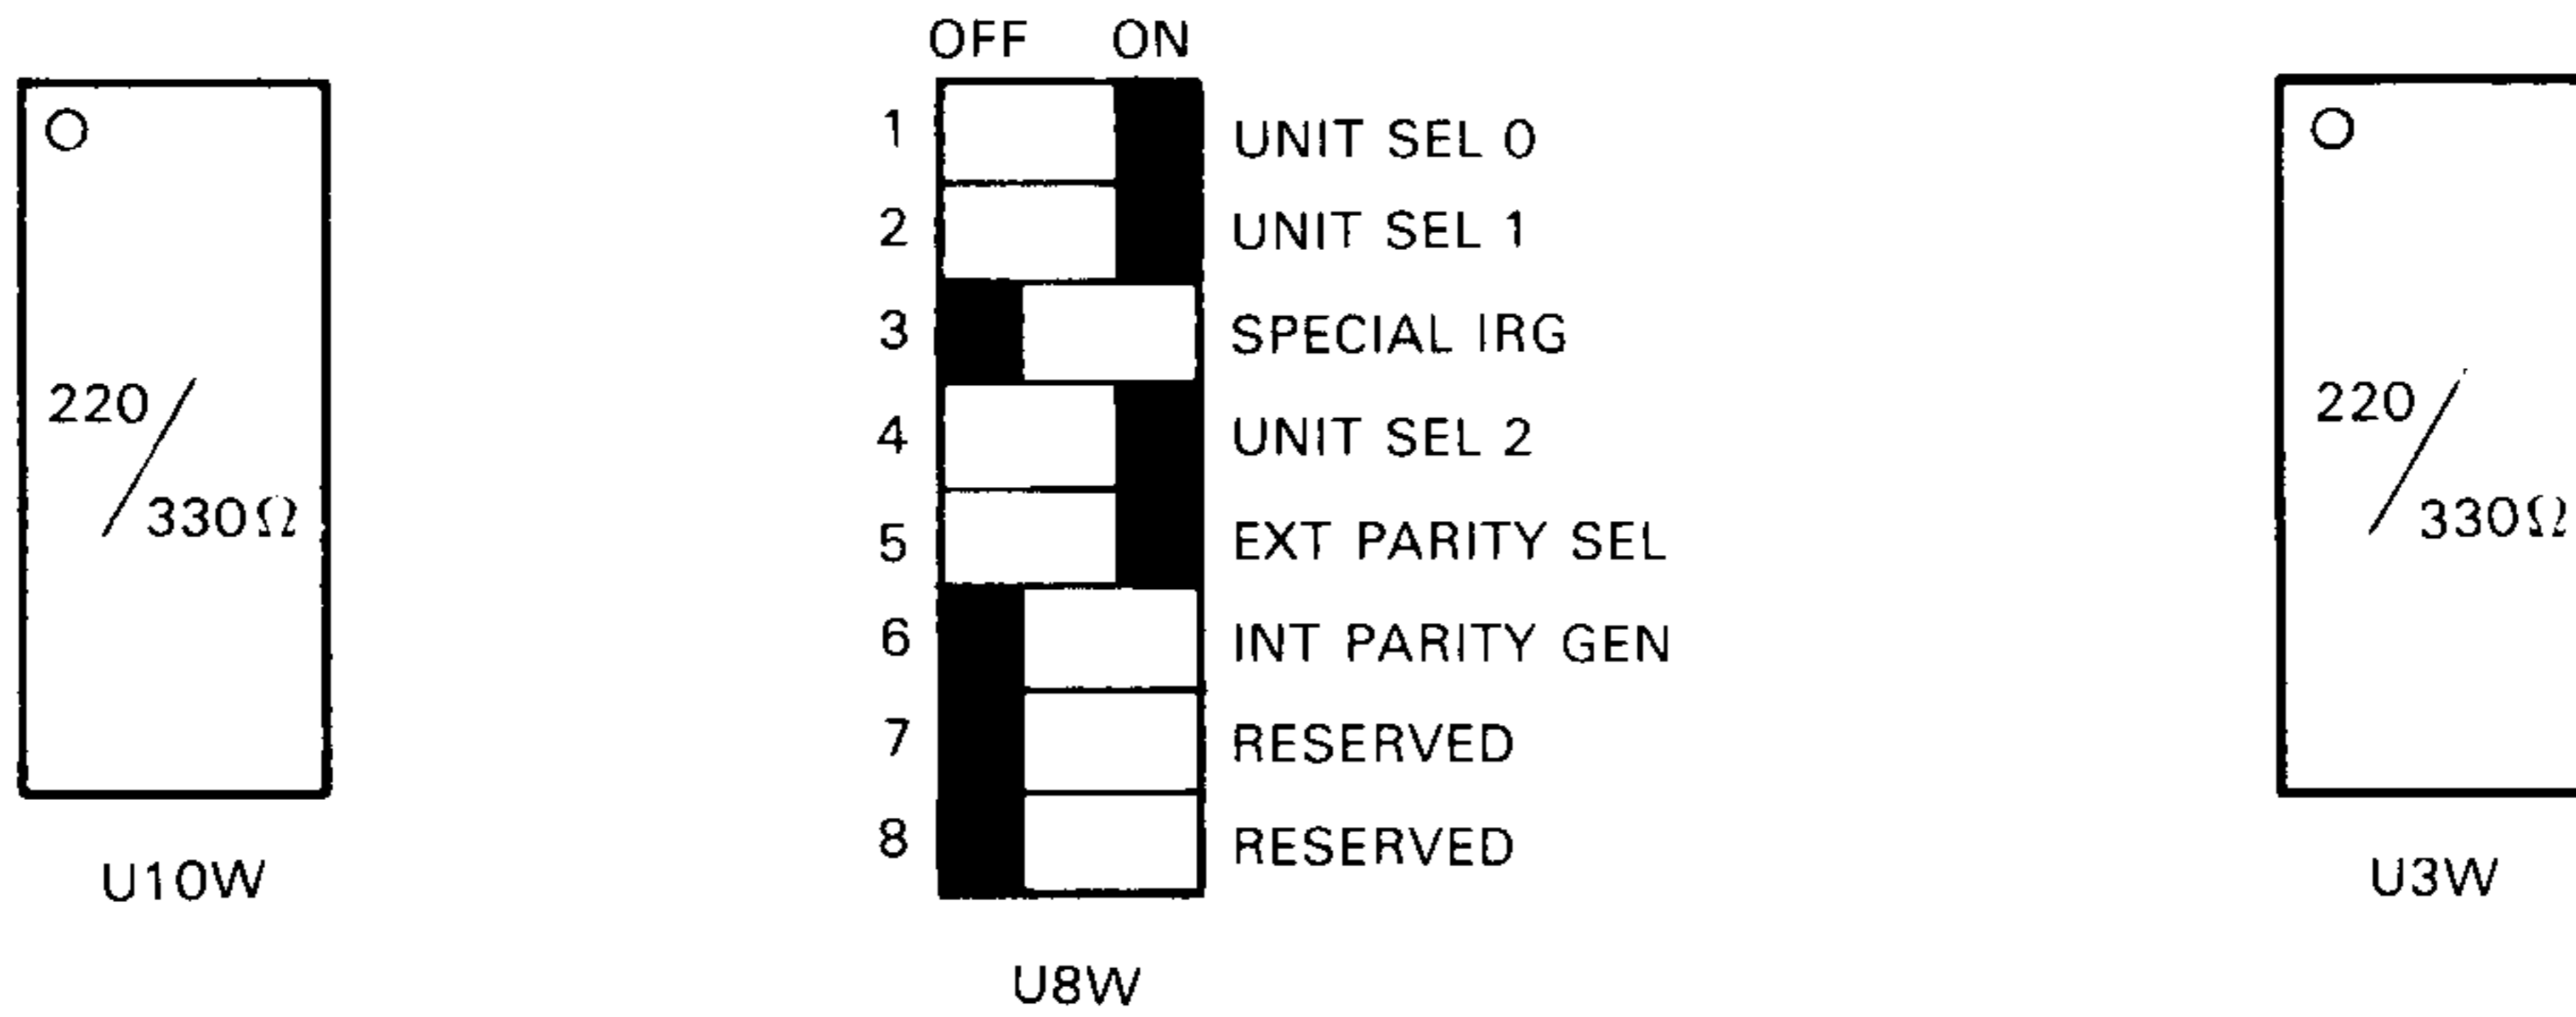 OFF ON
1 UNIT SEL 0
2 UNIT SEL 1
3 SPECIAL IRG
4 UNIT SEL 2
5 EXT PARITY SEL
6 INT PARITY GEN
7 RESERVED
8 RESERVED
U8W
220/330Ω
U10W
220/330Ω
U3W